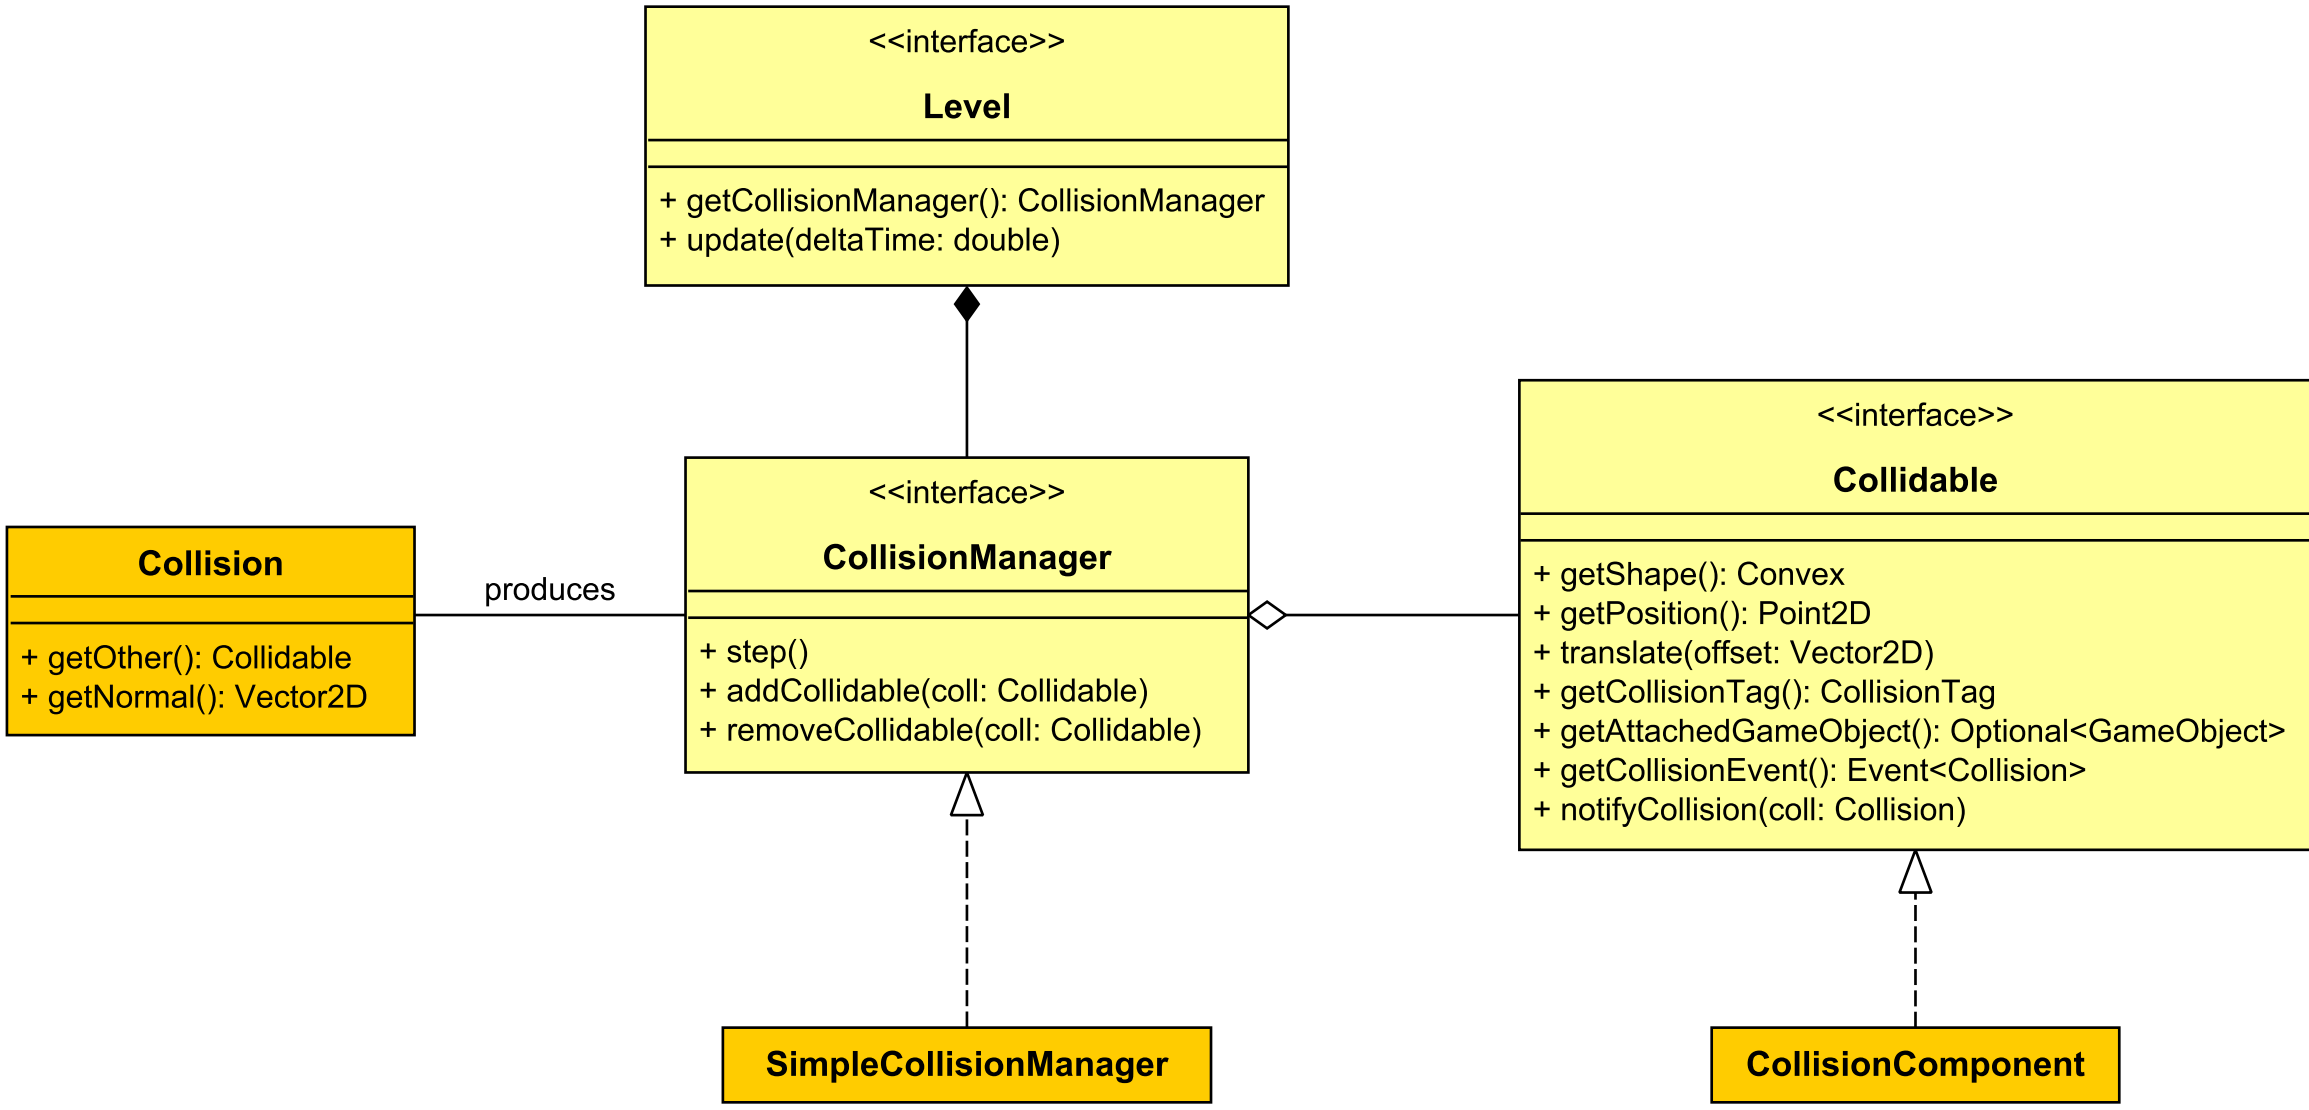 <<interface>>
Level
+ getCollisionManager(): CollisionManager
+ update(deltaTime: double)
<<interface>>
Collidable
+ getShape(): Convex
+ getPosition(): Point2D
+ translate(offset: Vector2D)
+ getCollisionTag(): CollisionTag
+ getAttachedGameObject(): Optional<GameObject>
+ getCollisionEvent(): Event<Collision>
+ notifyCollision(coll: Collision)
<<interface>>
CollisionManager
+ step()
+ addCollidable(coll: Collidable)
+ removeCollidable(coll: Collidable)
Collision
+ getOther(): Collidable
+ getNormal(): Vector2D
produces
SimpleCollisionManager
CollisionComponent